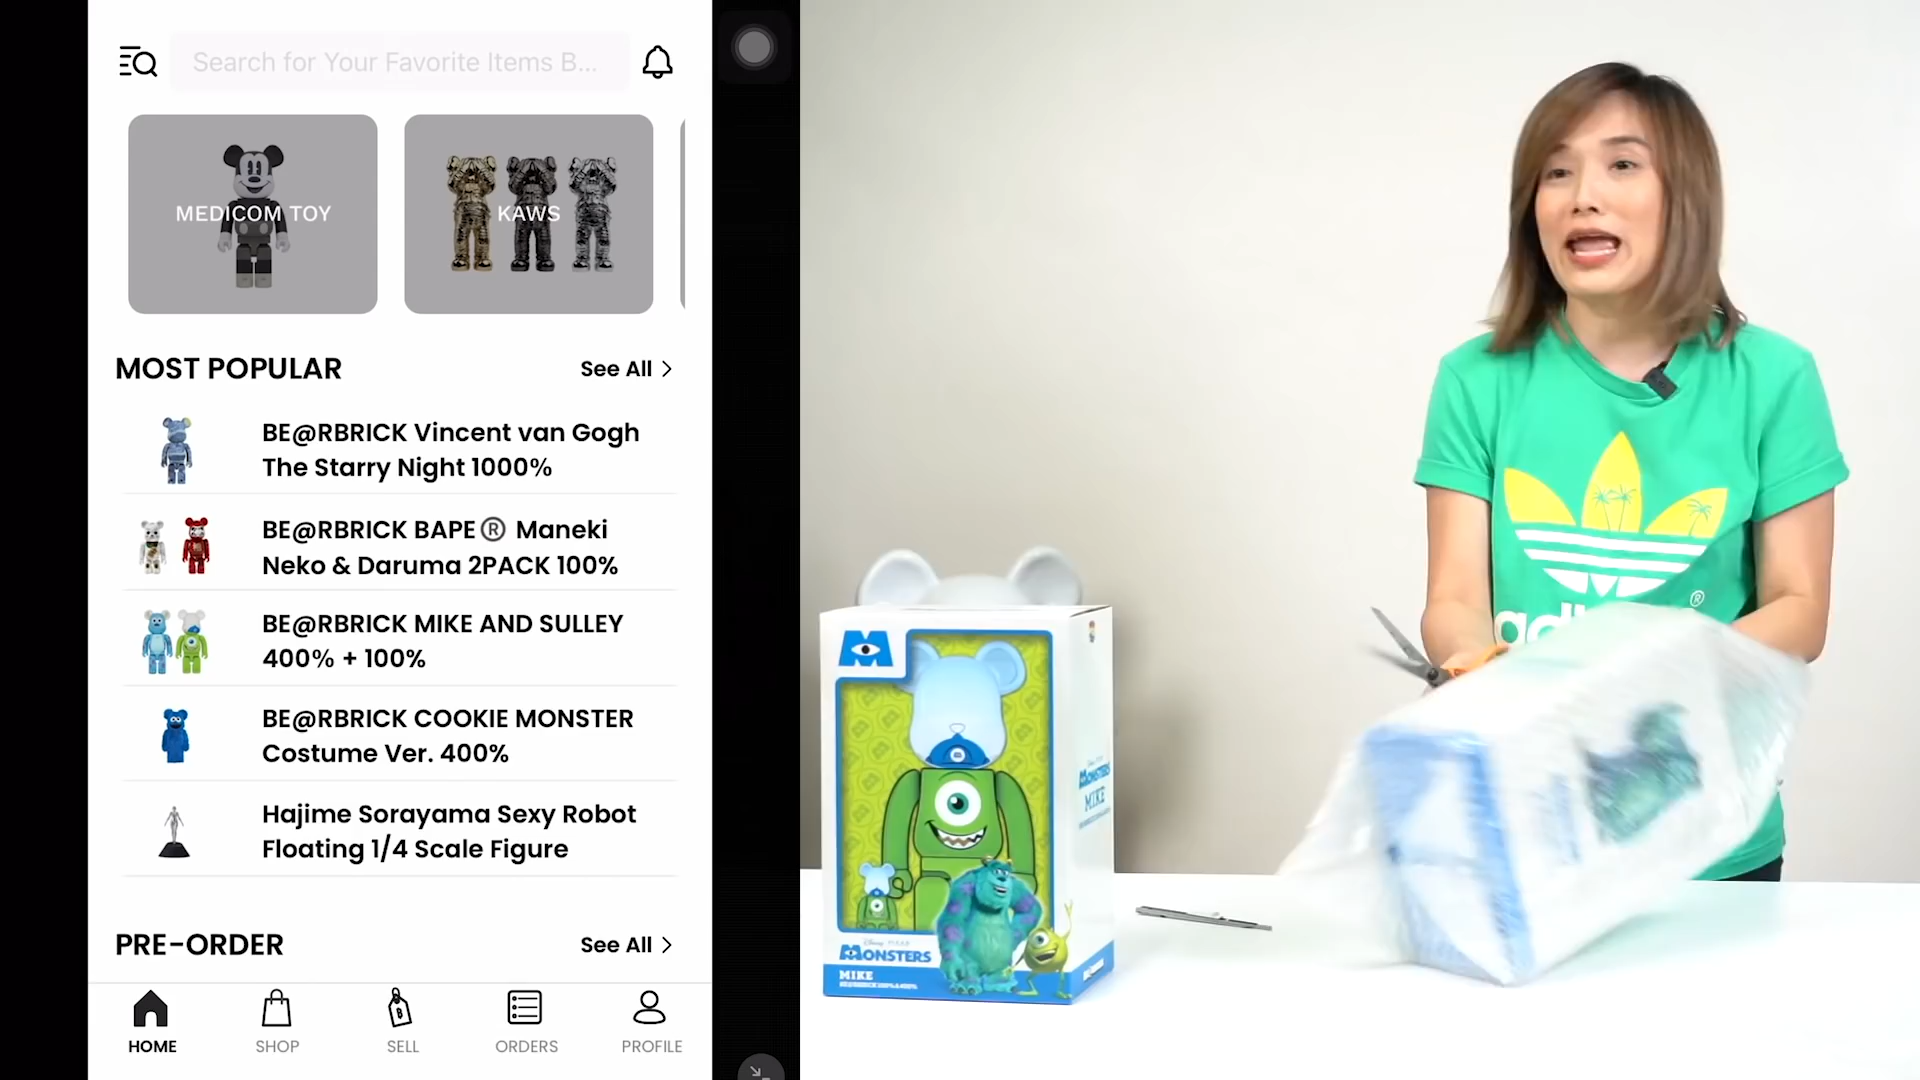 Search for Your Favorite Items B...
MEDICOM TOY
KAWS
MOST POPULAR
See All
BE@RBRICK Vincent van Gogh
The Starry Night 1000%
BE@RBRICK BAPE® Maneki
Neko & Daruma 2PACK 100%
BE@RBRICK MIKE AND SULLEY
400% + 100%
BE@RBRICK COOKIE MONSTER
Costume Ver. 400%
Hajime Sorayama Sexy Robot
Floating 1/4 Scale Figure
PRE-ORDER
See All
HOME
SHOP
SELL
ORDERS
PROFILE
MONSTERS
MIKE
MONSTERS
MIKE
®